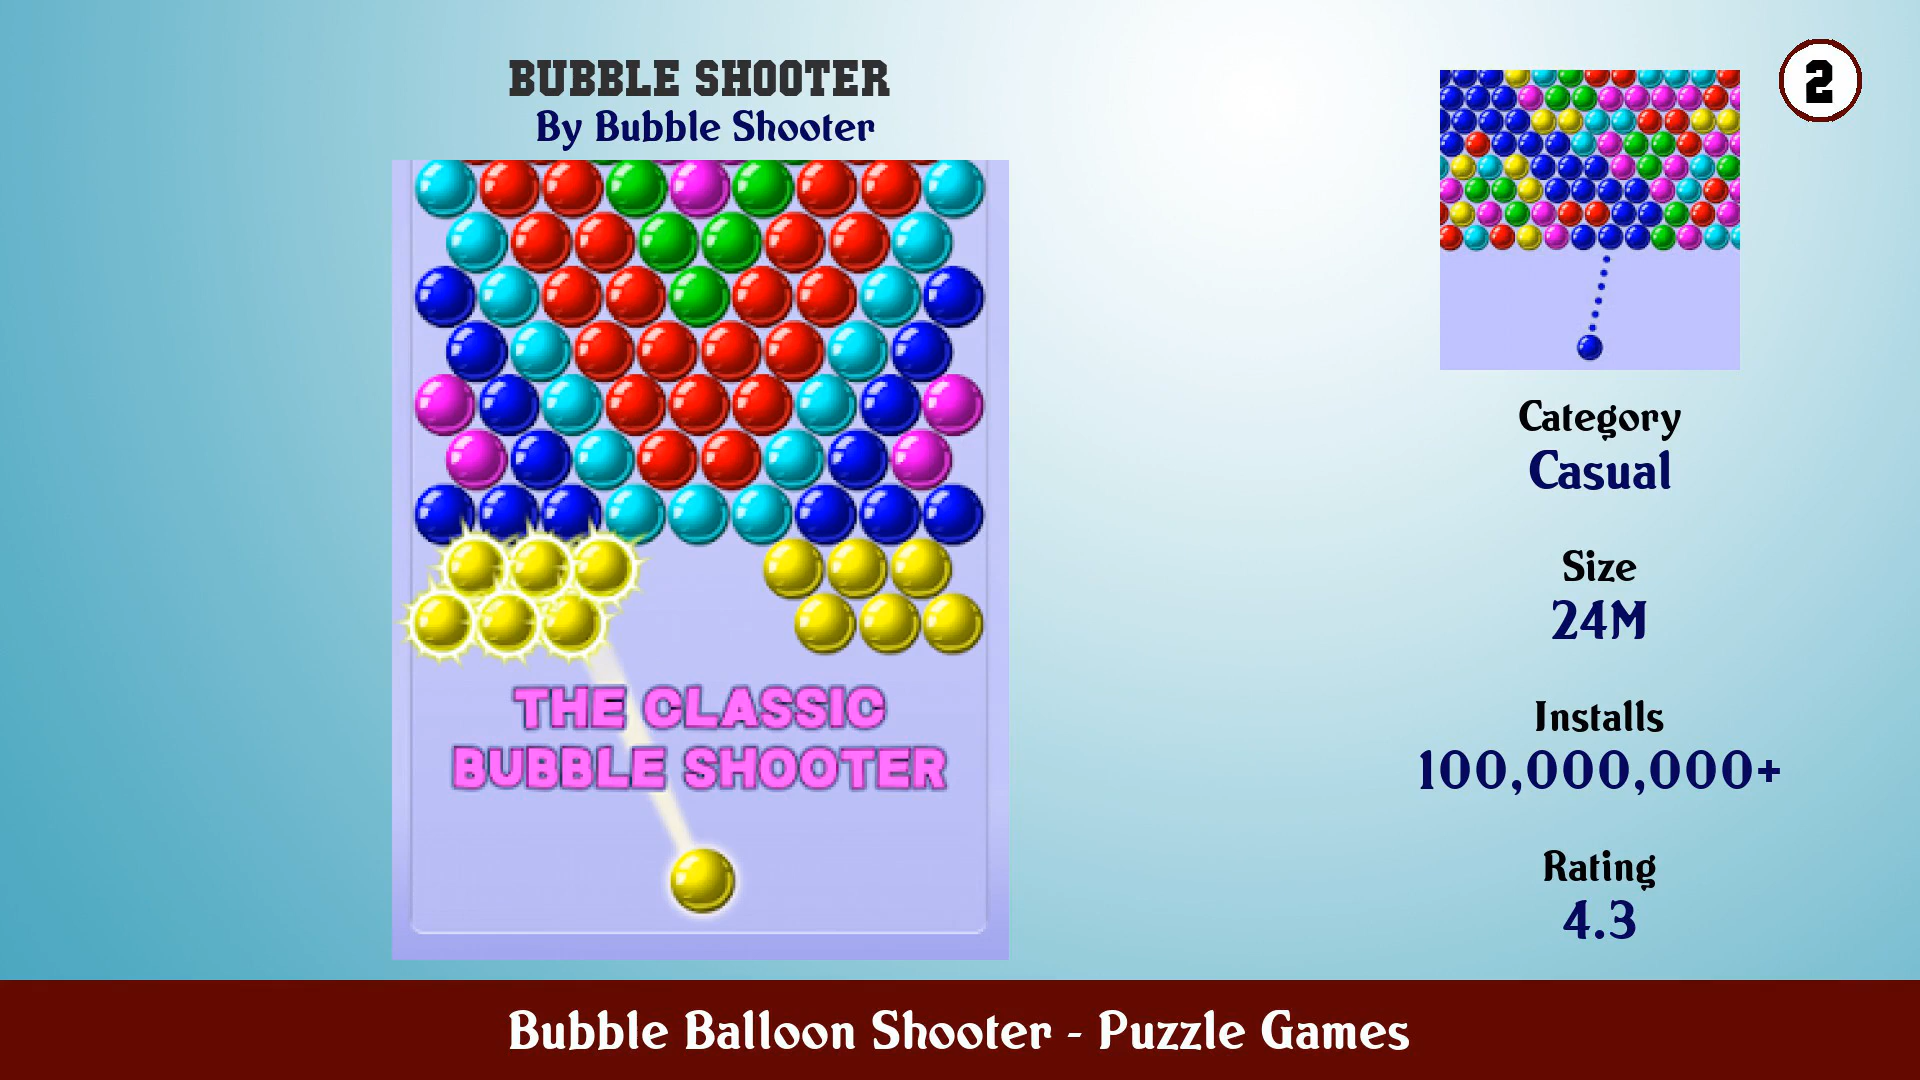 BUBBLE SHOOTER
By Bubble Shooter
THE CLASSIC
BUBBLE SHOOTER
2
Category
Casual
Size
24M
Installs
100,000,000+
Rating
4.3
Bubble Balloon Shooter - Puzzle Games